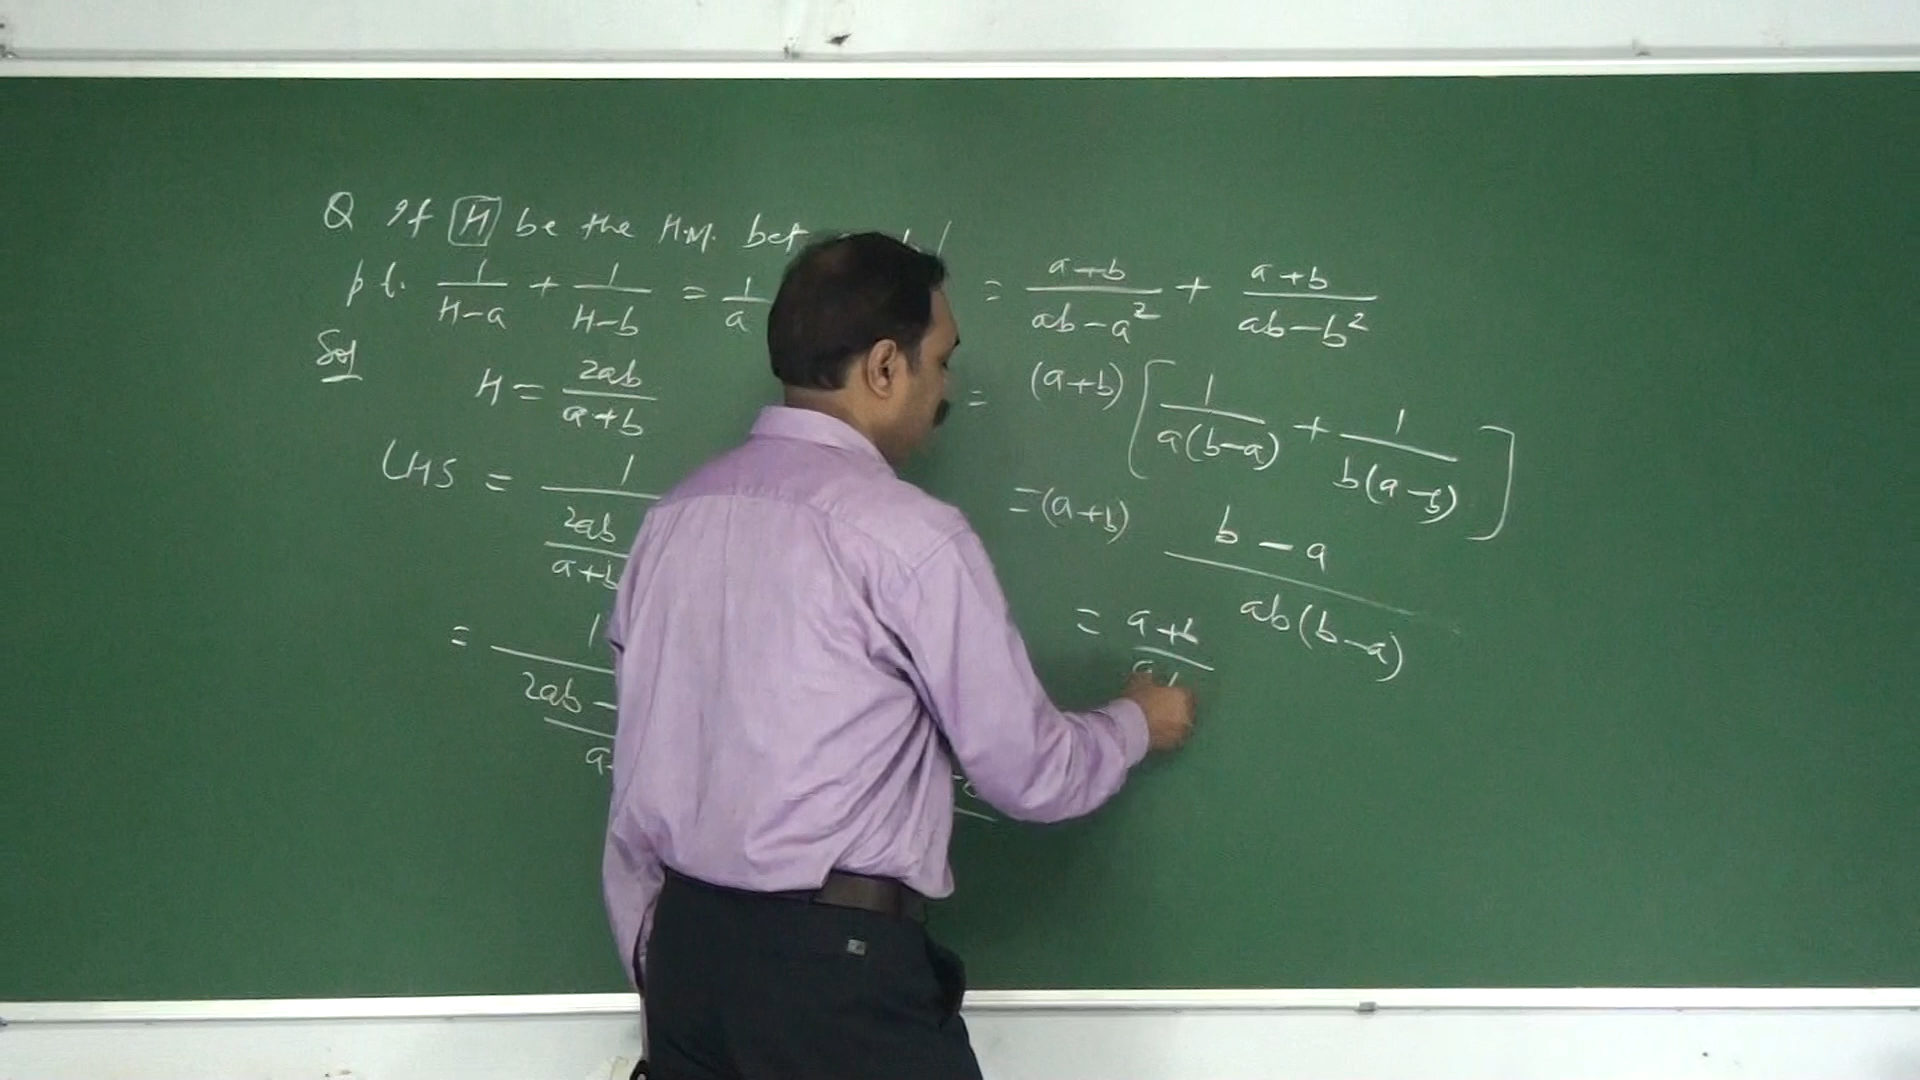 Q If H be the H.M. bet
pt. 1/(H-a) + 1/(H-b) = 1/a
Sol
H = 2ab/(a+b)
LHS = 1/(2ab/(a+b
= 1/(2ab - / a
= (a+b)/(ab-a²) + (a+b)/(ab-b²)
= (a+b) [1/(a(b-a)) + 1/(b(a-b))]
= (a+b) (b-a)/(ab(b-a))
= (a+b)/a